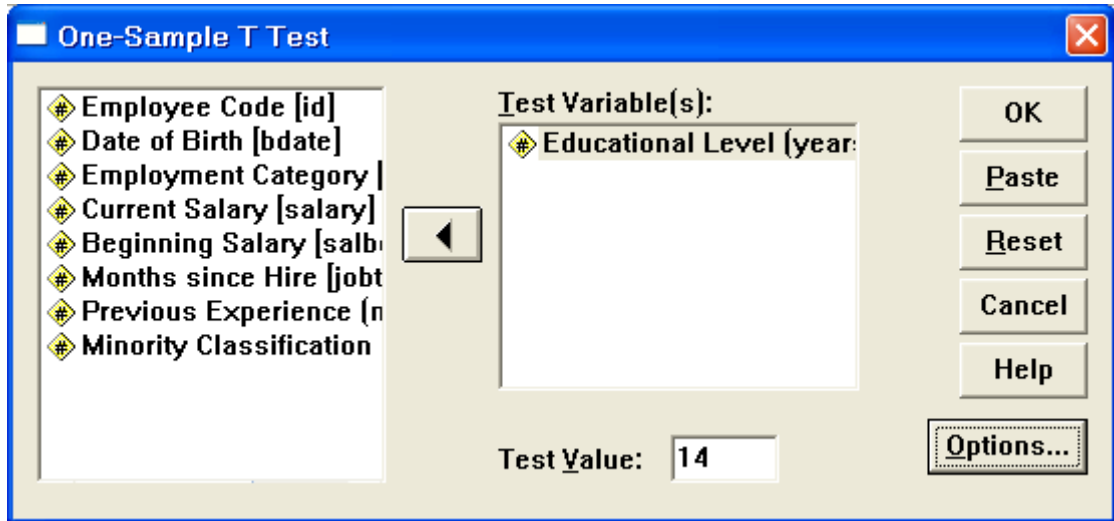 One-Sample T Test
# Employee Code [id]
# Date of Birth [bdate]
# Employment Category [
# Current Salary [salary]
# Beginning Salary [salb
# Months since Hire [jobt
# Previous Experience (
# Minority Classification
Test Variable(s):
# Educational Level (year
Test Value: 14
OK
Paste
Reset
Cancel
Help
Options...